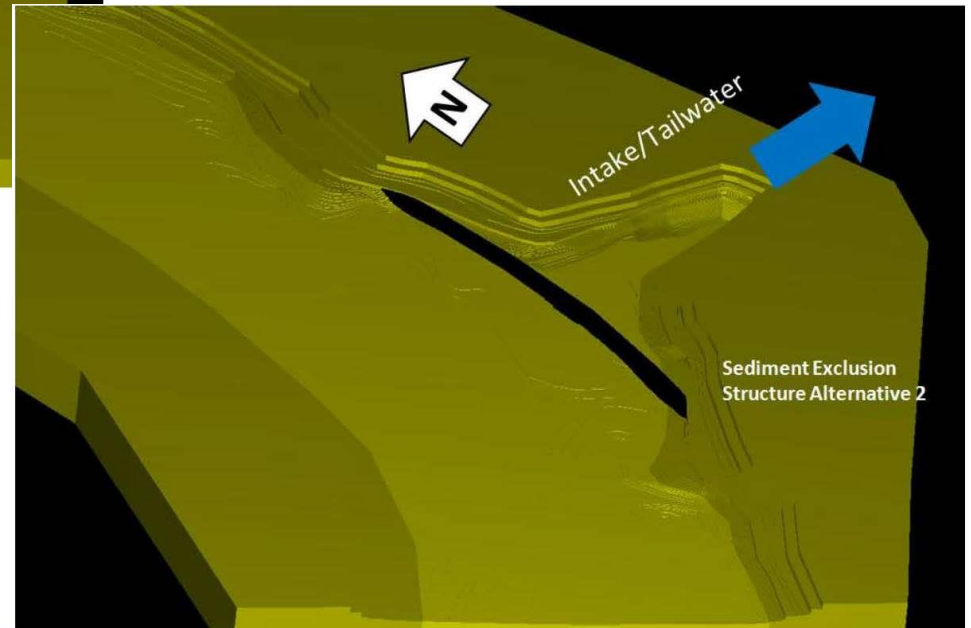 N
Intake/Tailwater
Sediment Exclusion
Structure Alternative 2